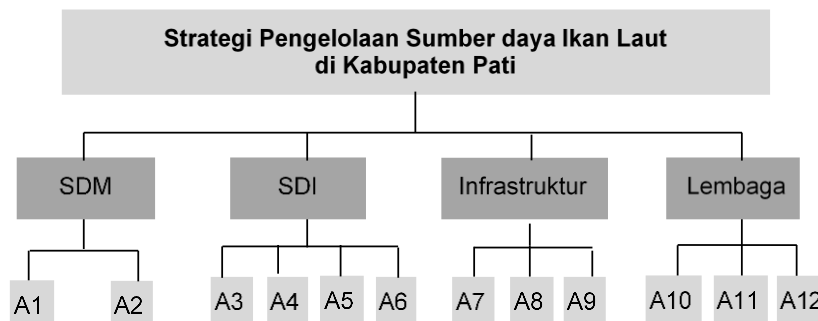 Strategi Pengelolaan Sumber daya Ikan Laut
di Kabupaten Pati
SDM
SDI
Infrastruktur
Lembaga
A1
A2
A3
A4
A5
A6
A7
A8
A9
A10
A11
A12